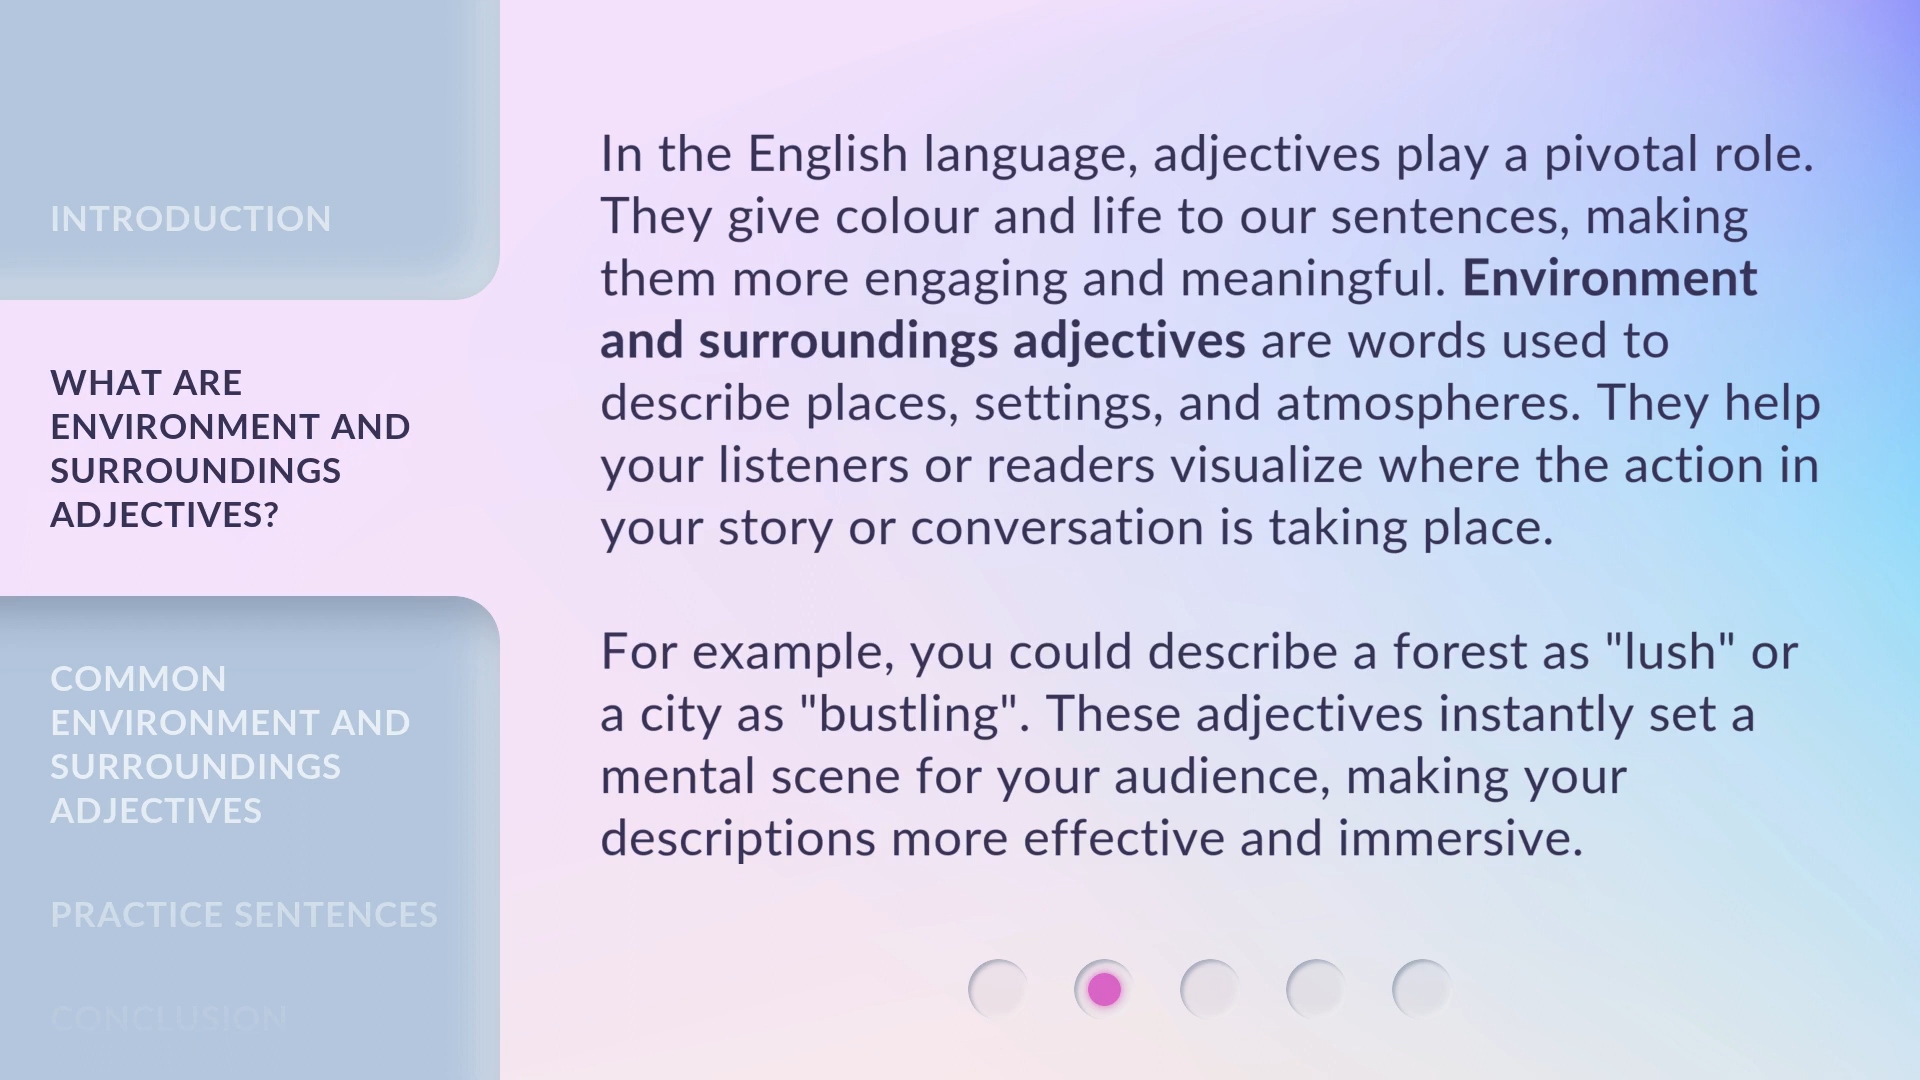 INTRODUCTION
WHAT ARE
ENVIRONMENT AND
SURROUNDINGS
ADJECTIVES?
COMMON
ENVIRONMENT AND
SURROUNDINGS
ADJECTIVES
PRACTICE SENTENCES
CONCLUSION
In the English language, adjectives play a pivotal role.
They give colour and life to our sentences, making
them more engaging and meaningful. Environment
and surroundings adjectives are words used to
describe places, settings, and atmospheres. They help
your listeners or readers visualize where the action in
your story or conversation is taking place.
For example, you could describe a forest as "lush" or
a city as "bustling". These adjectives instantly set a
mental scene for your audience, making your
descriptions more effective and immersive.